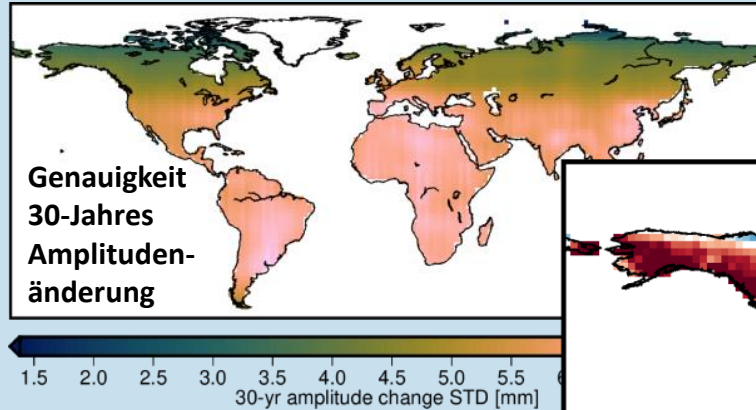 Genauigkeit
30-Jahres
Amplituden-
änderung
1.5 2.0 2.5 3.0 3.5 4.0 4.5 5.0 5.5
30-yr amplitude change STD [mm]